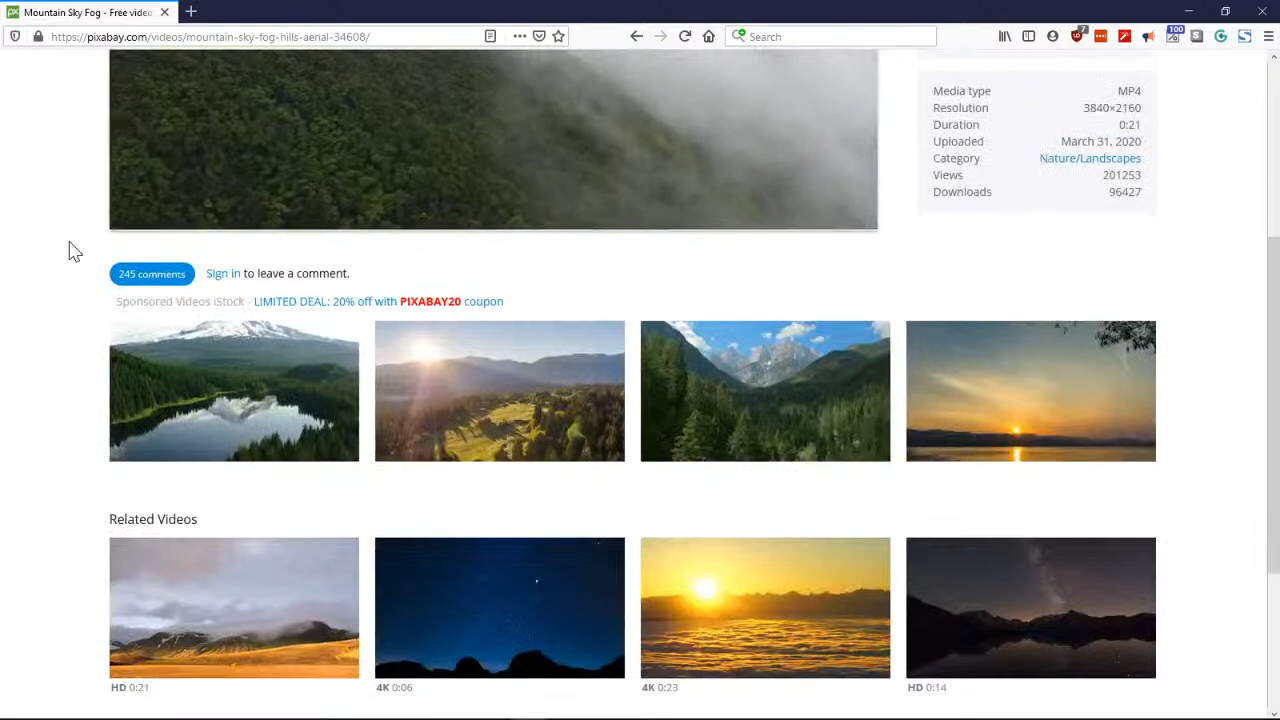 Mountain Sky Fog - Free video
https://pixabay.com/videos/mountain-sky-fog-hills-aerial-34608/
Search
7
100
Media type MP4
Resolution 3840×2160
Duration 0:21
Uploaded March 31, 2020
Category Nature/Landscapes
Views 201253
Downloads 96427
245 comments Sign in to leave a comment.
Sponsored Videos iStock - LIMITED DEAL: 20% off with PIXABAY20 coupon
Related Videos
HD 0:21
4K 0:06
4K 0:23
HD 0:14